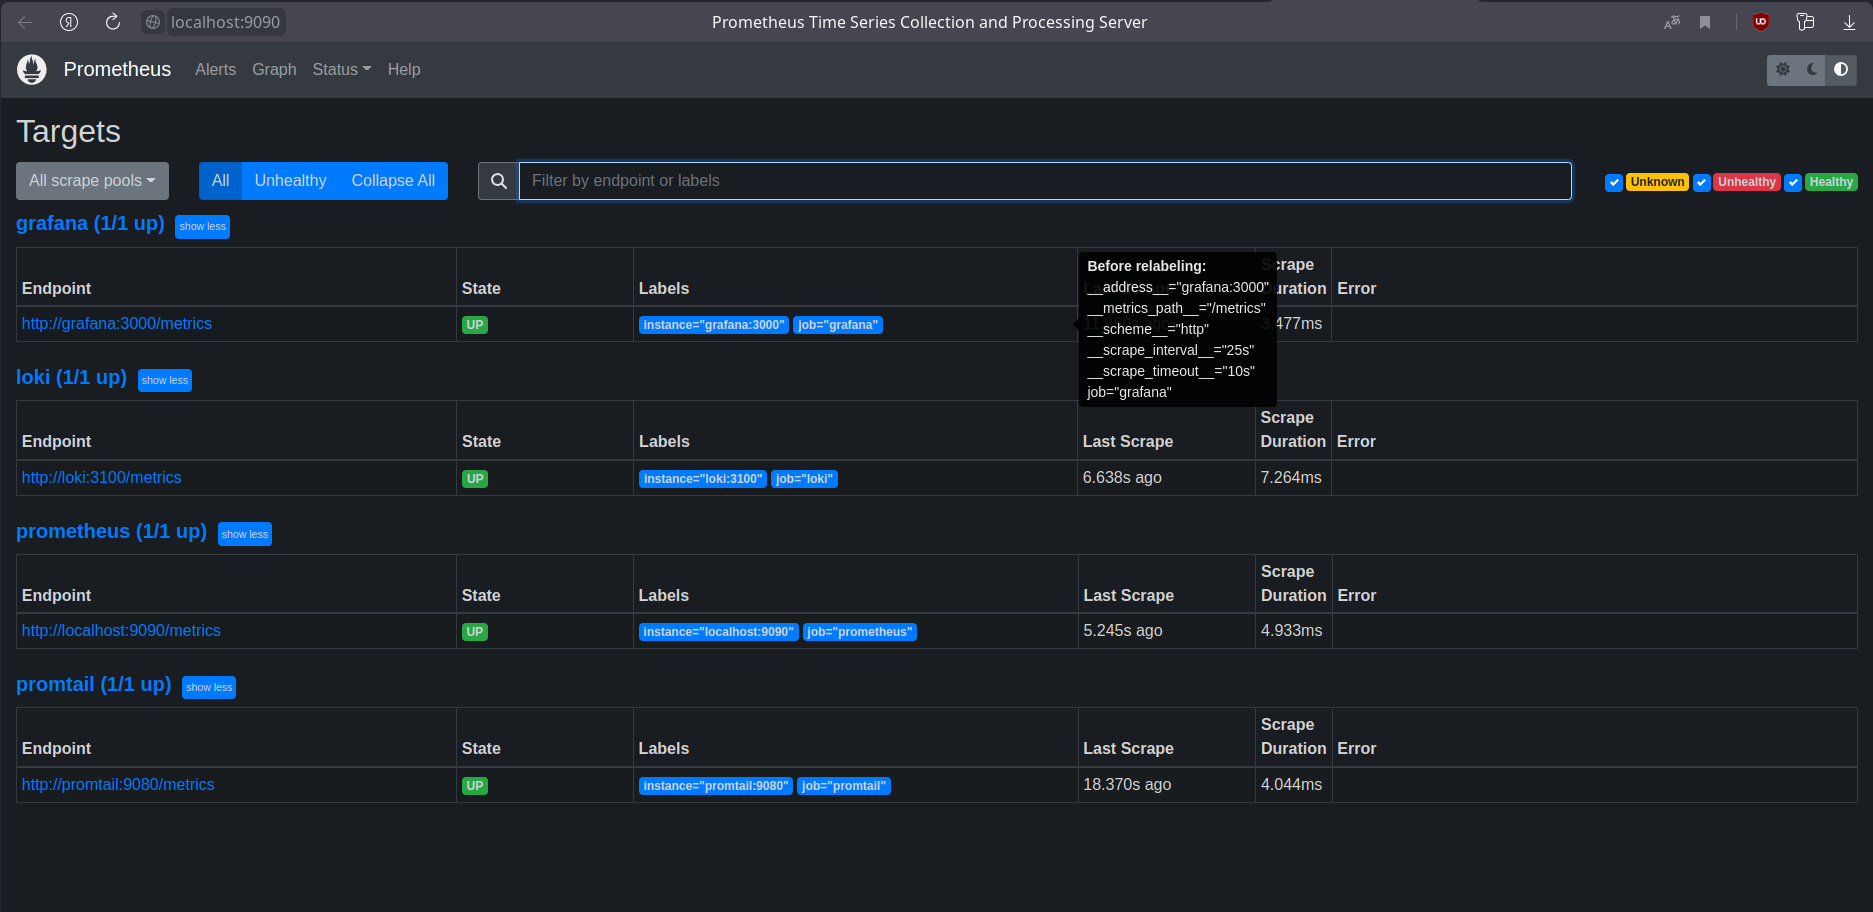 localhost:9090
Prometheus Time Series Collection and Processing Server
Prometheus Alerts Graph Status Help
Targets
All scrape pools All Unhealthy Collapse All Filter by endpoint or labels Unknown Unhealthy Healthy
grafana (1/1 up) show less
Endpoint State Labels Scrape Duration Error
http://grafana:3000/metrics UP instance="grafana:3000" job="grafana" 3.477ms
Before relabeling:
__address__="grafana:3000"
__metrics_path__="/metrics"
__scheme__="http"
__scrape_interval__="25s"
__scrape_timeout__="10s"
job="grafana"
loki (1/1 up) show less
Endpoint State Labels Last Scrape Scrape Duration Error
http://loki:3100/metrics UP instance="loki:3100" job="loki" 6.638s ago 7.264ms
prometheus (1/1 up) show less
Endpoint State Labels Last Scrape Scrape Duration Error
http://localhost:9090/metrics UP instance="localhost:9090" job="prometheus" 5.245s ago 4.933ms
promtail (1/1 up) show less
Endpoint State Labels Last Scrape Scrape Duration Error
http://promtail:9080/metrics UP instance="promtail:9080" job="promtail" 18.370s ago 4.044ms